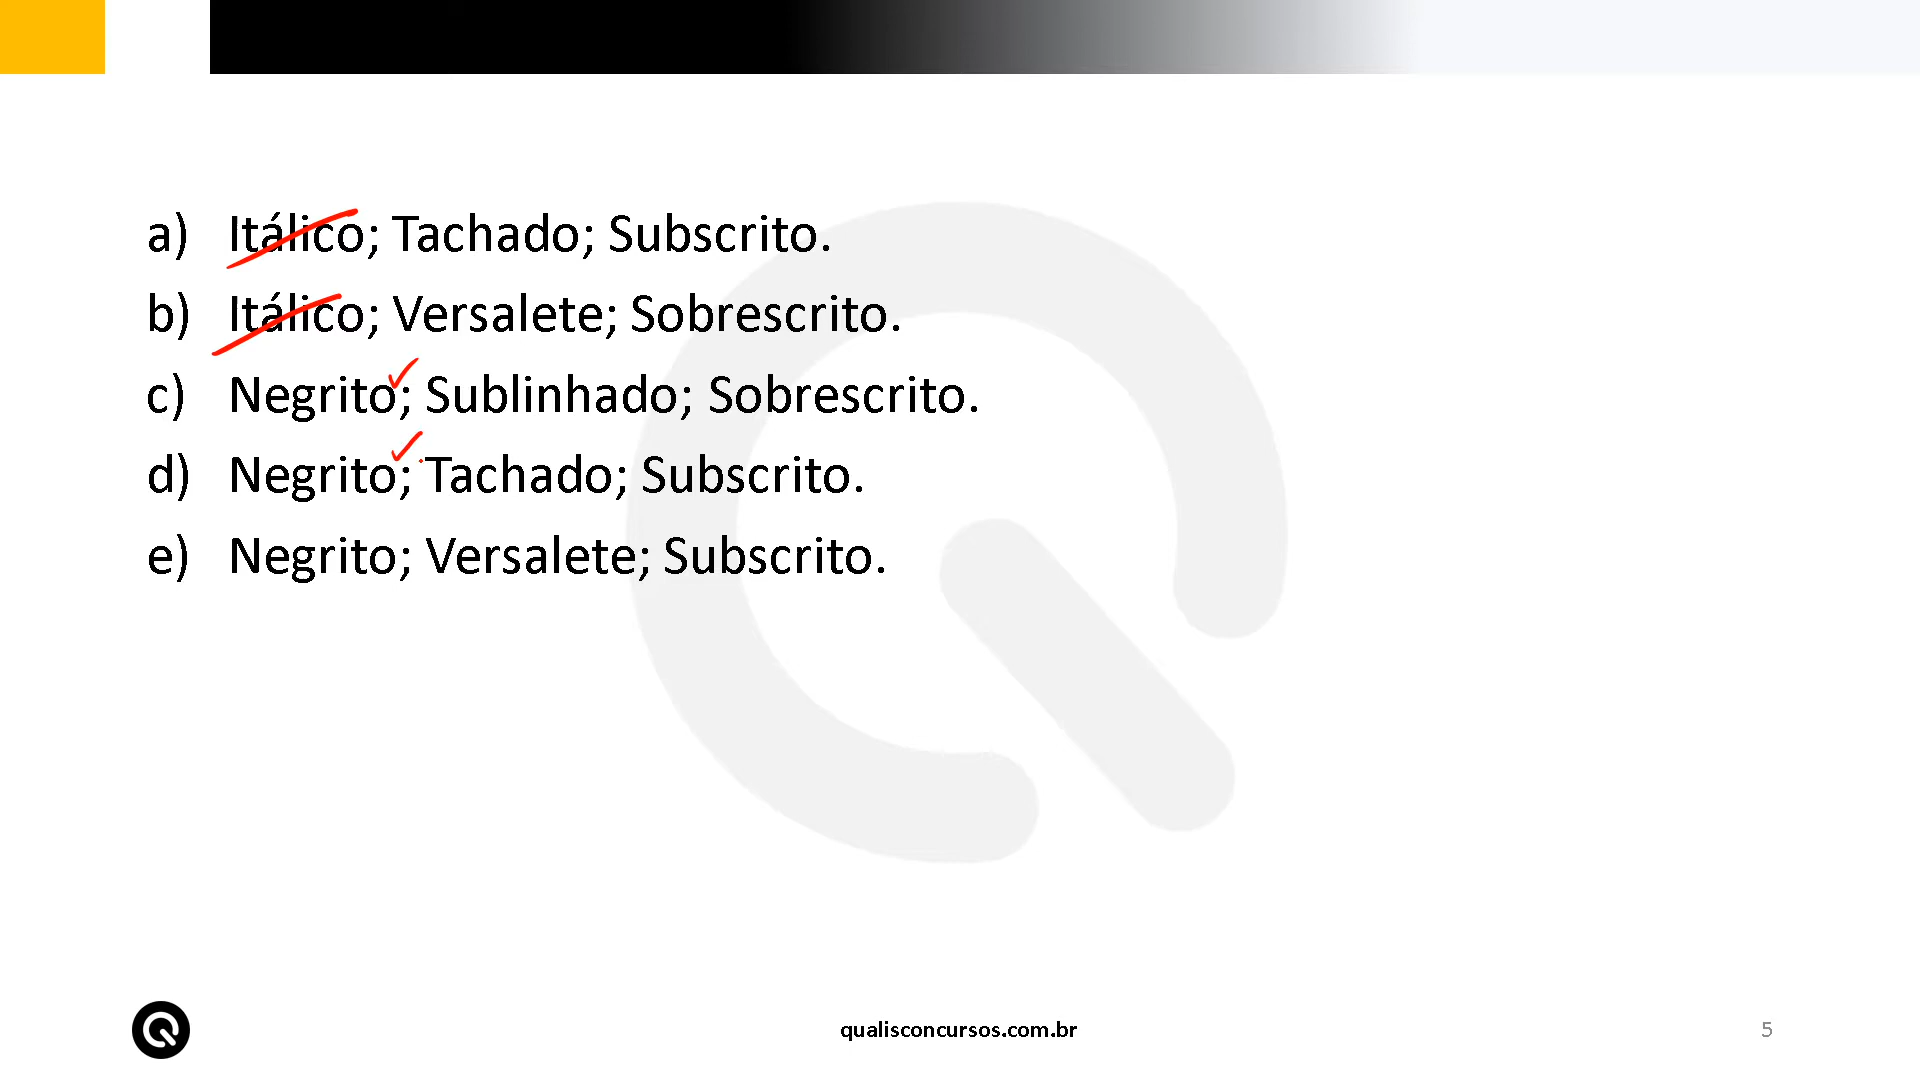 a) Itálico; Tachado; Subscrito.
b) Itálico; Versalete; Sobrescrito.
c) Negrito; Sublinhado; Sobrescrito.
d) Negrito; Tachado; Subscrito.
e) Negrito; Versalete; Subscrito.
qualisconcursos.com.br
5